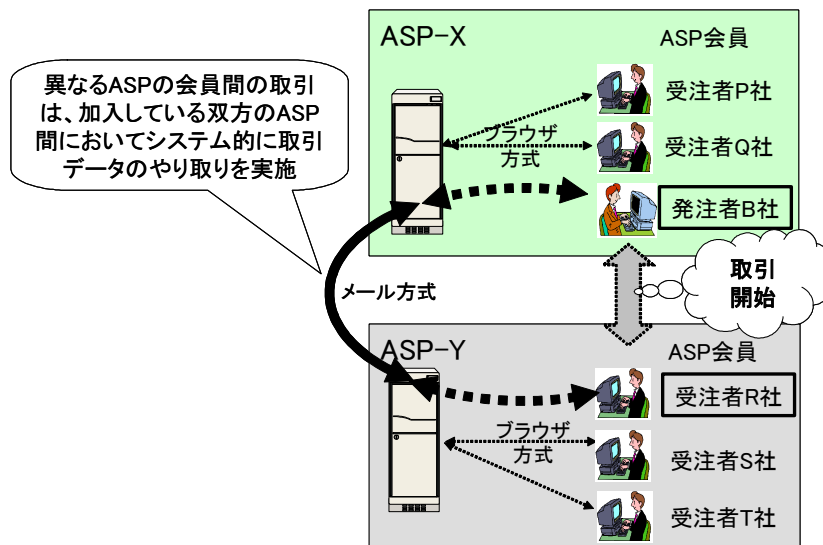 ASP-X
ASP会員
異なるASPの会員間の取引
は、加入している双方のASP
間においてシステム的に取引
データのやり取りを実施
受注者P社
ブラウザ
方式
受注者Q社
発注者B社
取引
開始
メール方式
ASP-Y
ASP会員
受注者R社
ブラウザ
方式
受注者S社
受注者T社